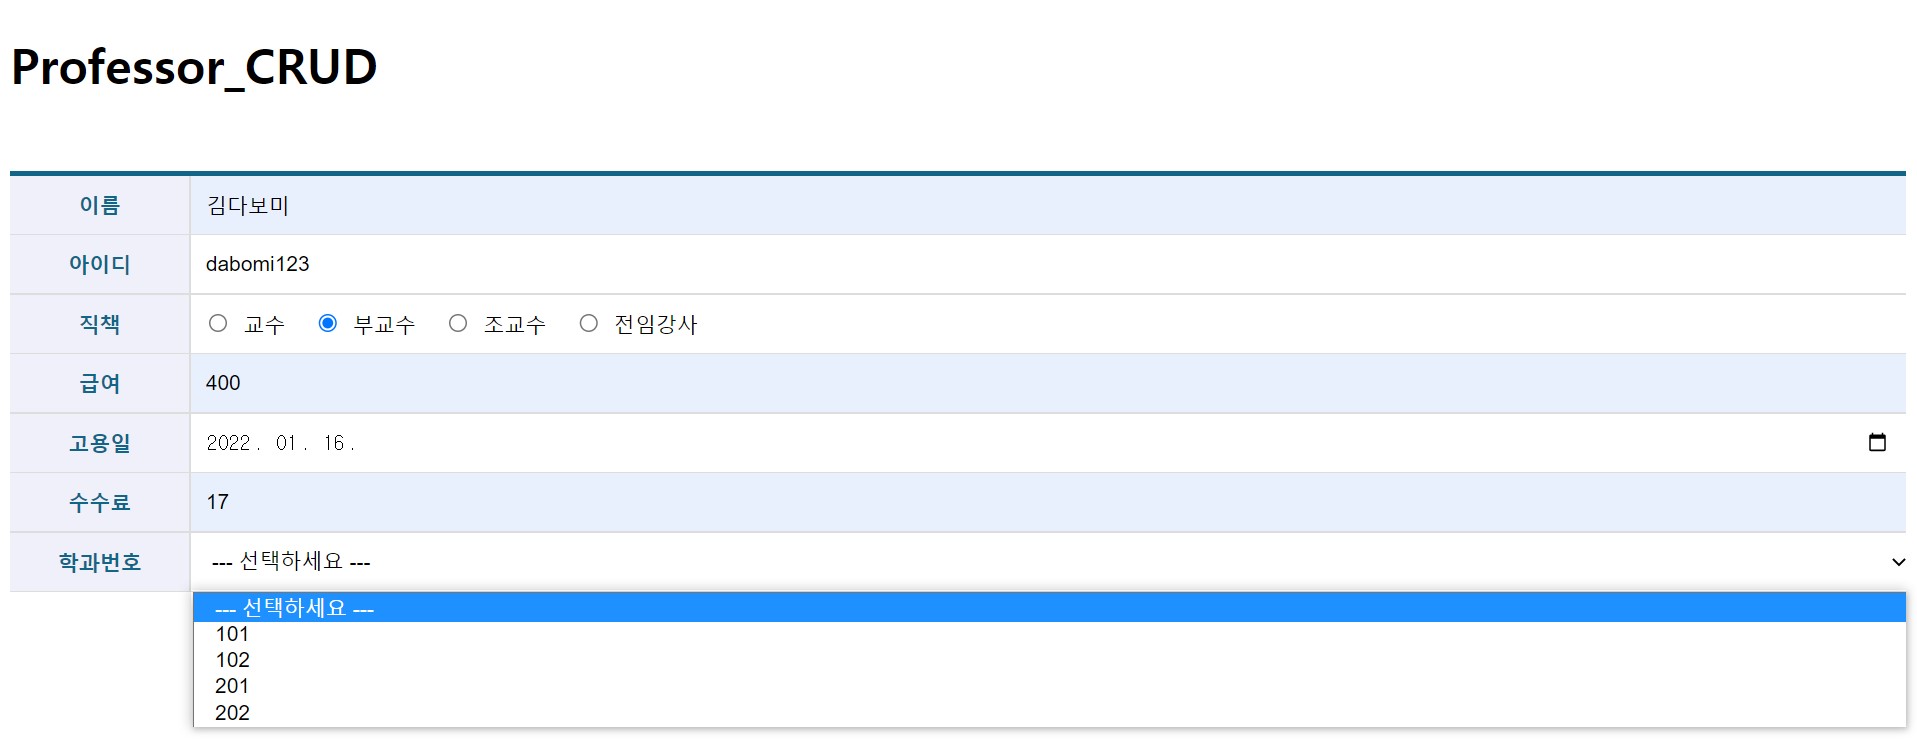 Professor_CRUD
이름 김다보미
아이디 dabomi123
직책 교수 부교수 조교수 전임강사
급여 400
고용일 2022. 01. 16.
수수료 17
학과번호 --- 선택하세요 ---
--- 선택하세요 ---
101
102
201
202